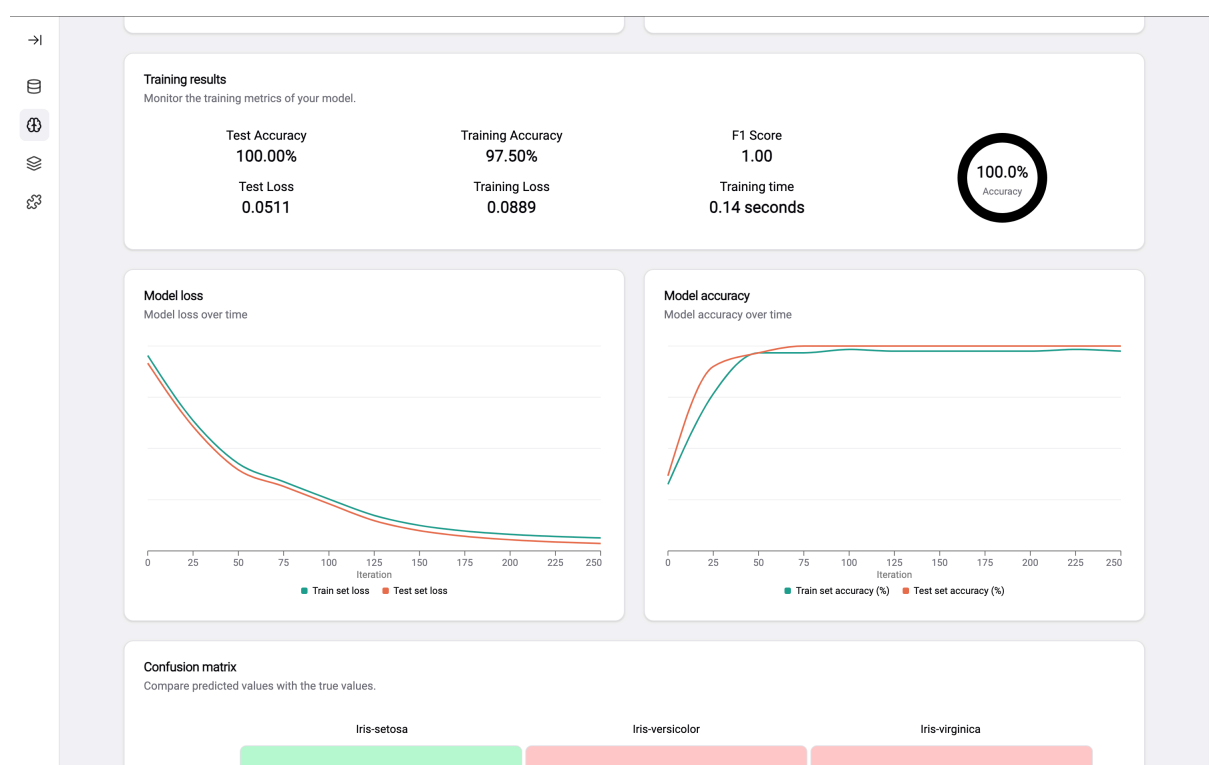 Training results
Monitor the training metrics of your model.
Test Accuracy
100.00%
Training Accuracy
97.50%
F1 Score
1.00
Test Loss
0.0511
Training Loss
0.0889
Training time
0.14 seconds
100.0%
Accuracy
Model loss
Model loss over time
0 25 50 75 100 125 150 175 200 225 250
Iteration
Train set loss Test set loss
Model accuracy
Model accuracy over time
0 25 50 75 100 125 150 175 200 225 250
Iteration
Train set accuracy (%) Test set accuracy (%)
Confusion matrix
Compare predicted values with the true values.
Iris-setosa Iris-versicolor Iris-virginica